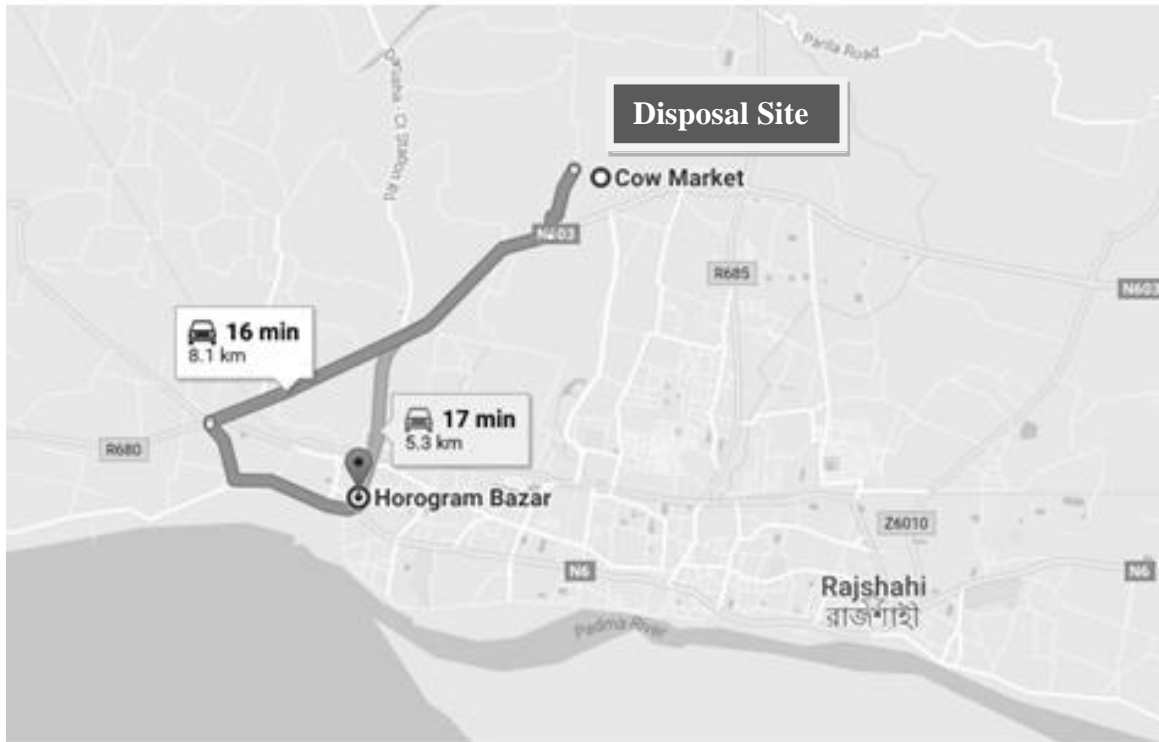 Parila Road
Disposal Site
Cow Market
N603
R685
N603
16 min
8.1 km
17 min
5.3 km
R680
Horogram Bazar
Z6010
N6
N6
Rajshahi
রাজশাহী
Padma River